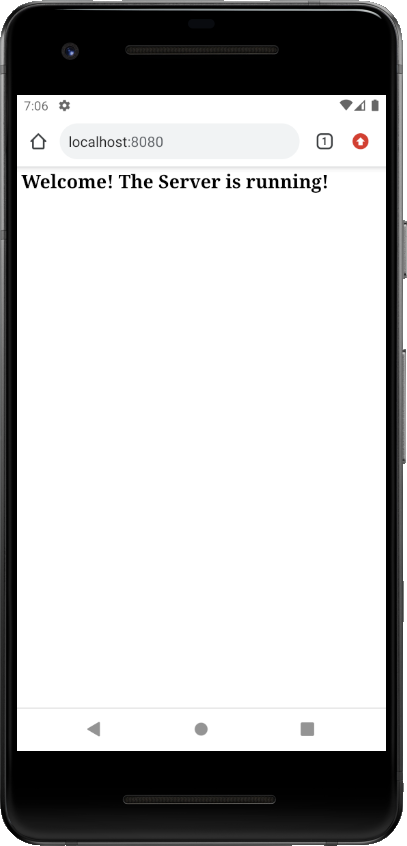 7:06
localhost:8080
1
Welcome! The Server is running!